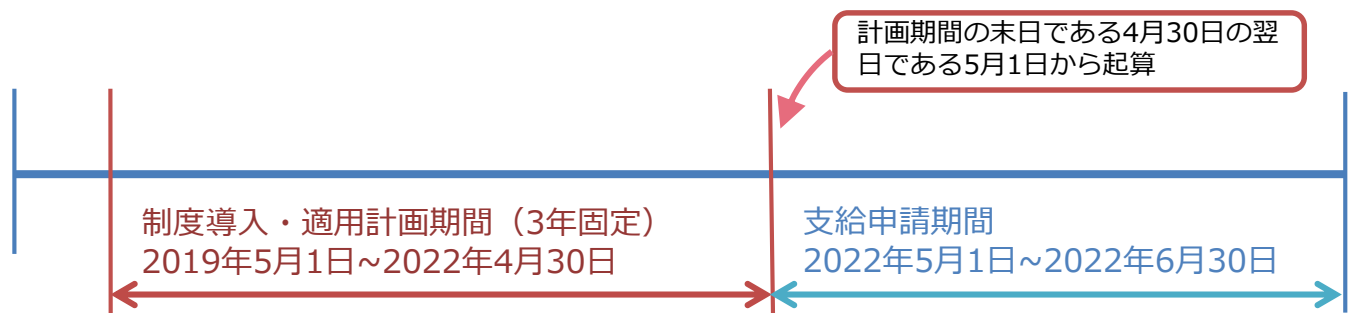 計画期間の末日である4月30日の翌
日である5月1日から起算
制度導入・適用計画期間（3年固定）
2019年5月1日~2022年4月30日
支給申請期間
2022年5月1日~2022年6月30日